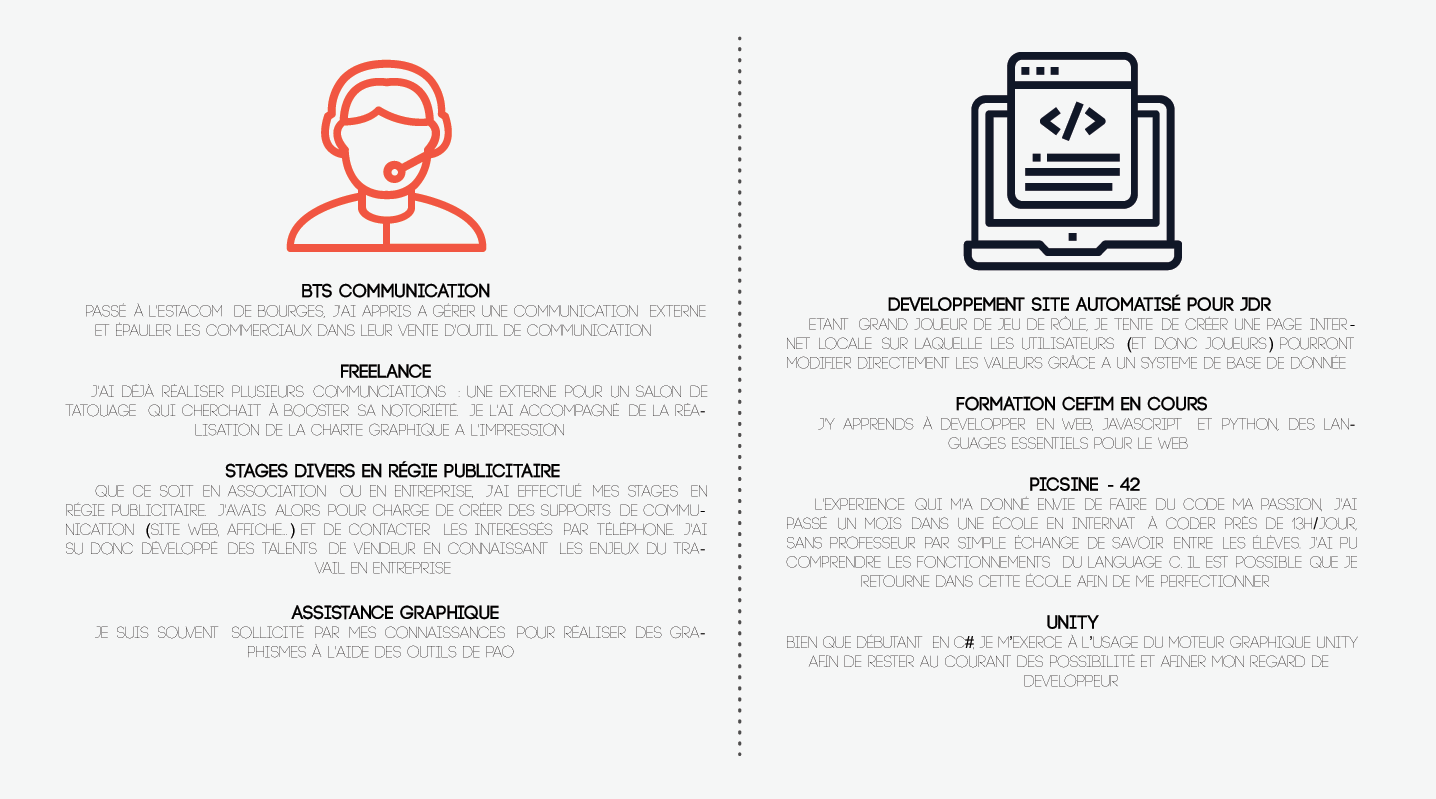 BTS COMMUNICATION
PASSÉ À L'ESTACOM DE BOURGES, J'AI APPRIS A GÉRER UNE COMMUNICATION EXTERNE
ET ÉPAULER LES COMMERCIAUX DANS LEUR VENTE D'OUTIL DE COMMUNICATION
FREELANCE
J'AI DÉJÀ RÉALISER PLUSIEURS COMMUNCIATIONS : UNE EXTERNE POUR UN SALON DE
TATOUAGE QUI CHERCHAIT À BOOSTER SA NOTORIÉTÉ. JE L'AI ACCOMPAGNÉ DE LA RÉA-
LISATION DE LA CHARTE GRAPHIQUE A L'IMPRESSION
STAGES DIVERS EN RÉGIE PUBLICITAIRE
QUE CE SOIT EN ASSOCIATION OU EN ENTREPRISE, J'AI EFFECTUÉ MES STAGES EN
RÉGIE PUBLICITAIRE. J'AVAIS ALORS POUR CHARGE DE CRÉER DES SUPPORTS DE COMMU-
NICATION (SITE WEB, AFFICHE...) ET DE CONTACTER LES INTERESSÉS PAR TÉLÉPHONE. J'AI
SU DONC DÉVELOPPÉ DES TALENTS DE VENDEUR EN CONNAISSANT LES ENJEUX DU TRA-
VAIL EN ENTREPRISE
ASSISTANCE GRAPHIQUE
JE SUIS SOUVENT SOLLICITÉ PAR MES CONNAISSANCES POUR RÉALISER DES GRA-
PHISMES À L'AIDE DES OUTILS DE PAO
</>
DEVELOPPEMENT SITE AUTOMATISÉ POUR JDR
ETANT GRAND JOUEUR DE JEU DE RÔLE, JE TENTE DE CRÉER UNE PAGE INTER-
NET LOCALE SUR LAQUELLE LES UTILISATEURS (ET DONC JOUEURS) POURRONT
MODIFIER DIRECTEMENT LES VALEURS GRÂCE A UN SYSTEME DE BASE DE DONNÉE
FORMATION CEFIM EN COURS
J'Y APPRENDS À DEVELOPPER EN WEB, JAVASCRIPT ET PYTHON, DES LAN-
GUAGES ESSENTIELS POUR LE WEB
PICSINE - 42
L'EXPERIENCE QUI M'A DONNÉ ENVIE DE FAIRE DU CODE MA PASSION, J'AI
PASSÉ UN MOIS DANS UNE ÉCOLE EN INTERNAT À CODER PRÈS DE 13H/JOUR,
SANS PROFESSEUR PAR SIMPLE ÉCHANGE DE SAVOIR ENTRE LES ÉLÈVES. J'AI PU
COMPRENDRE LES FONCTIONNEMENTS DU LANGUAGE C. IL EST POSSIBLE QUE JE
RETOURNE DANS CETTE ÉCOLE AFIN DE ME PERFECTIONNER
UNITY
BIEN QUE DÉBUTANT EN C#, JE M'EXERCE À L'USAGE DU MOTEUR GRAPHIQUE UNITY
AFIN DE RESTER AU COURANT DES POSSIBILITÉ ET AFINER MON REGARD DE
DEVELOPPEUR